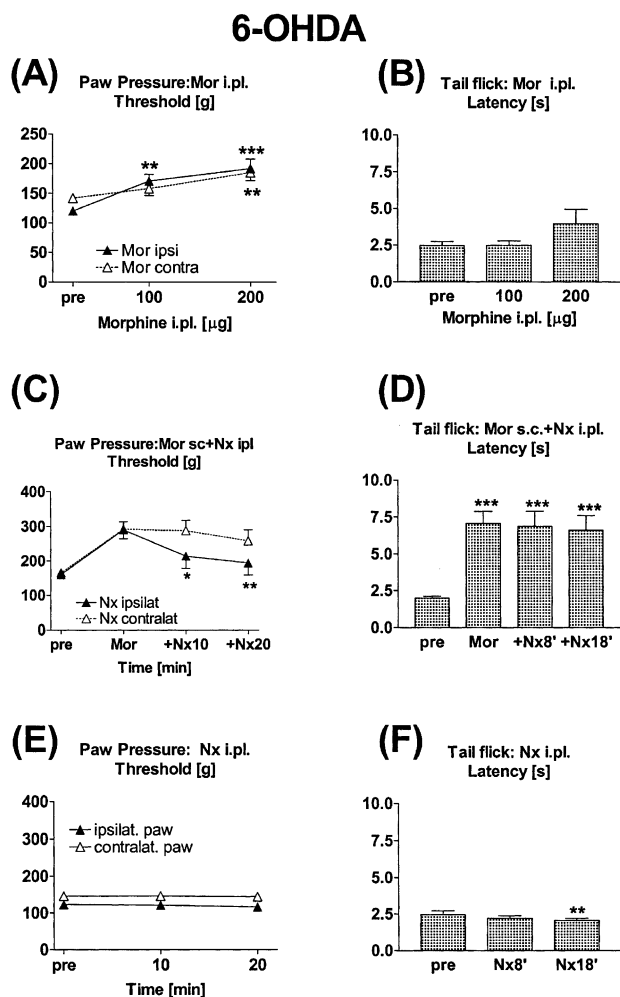 6-OHDA
(A)
Paw Pressure:Mor i.pl.
Threshold [g]
250
200
150
100
50
0
**
***
**
Mor ipsi
Mor contra
pre 100 200
Morphine i.pl. [µg]
(B)
Tail flick: Mor i.pl.
Latency [s]
10.0
7.5
5.0
2.5
0.0
pre 100 200
Morphine i.pl. [µg]
(C)
Paw Pressure:Mor sc+Nx ipl
Threshold [g]
400
300
200
100
0
*
**
Nx ipsilat
Nx contralat
pre Mor +Nx10 +Nx20
Time [min]
(D)
Tail flick: Mor s.c.+Nx i.pl.
Latency [s]
10.0
7.5
5.0
2.5
0.0
*** *** ***
pre Mor +Nx8' +Nx18'
(E)
Paw Pressure: Nx i.pl.
Threshold [g]
400
300
200
100
0
ipsilat. paw
contralat. paw
pre 10 20
Time [min]
(F)
Tail flick: Nx i.pl.
Latency [s]
10.0
7.5
5.0
2.5
0.0
**
pre Nx8' Nx18'